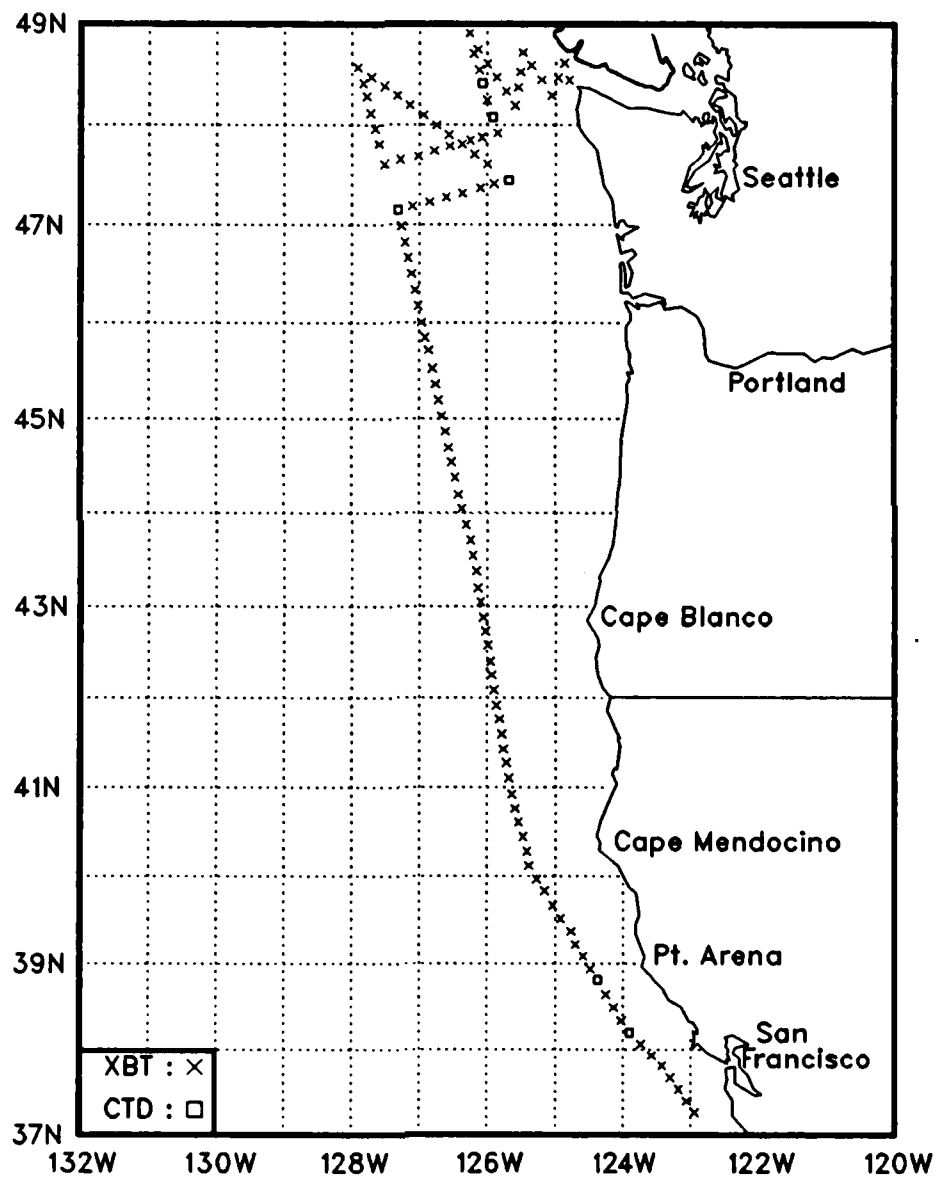 49N
Seattle
47N
Portland
45N
43N
Cape Blanco
41N
Cape Mendocino
39N
Pt. Arena
San
Francisco
XBT : ×
CTD : □
37N
132W 130W 128W 126W 124W 122W 120W